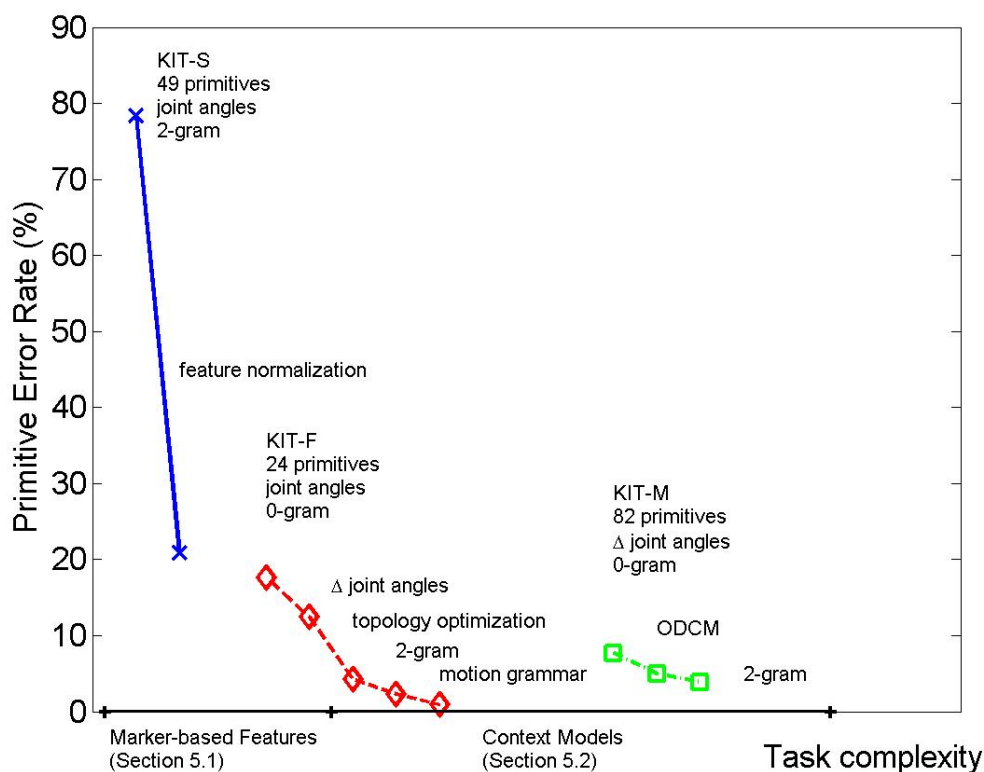 90
80
70
60
50
40
30
20
10
0
Primitive Error Rate (%)
KIT-S
49 primitives
joint angles
2-gram
feature normalization
KIT-F
24 primitives
joint angles
0-gram
Δ joint angles
topology optimization
2-gram
motion grammar
KIT-M
82 primitives
Δ joint angles
0-gram
ODCM
2-gram
Marker-based Features
(Section 5.1)
Context Models
(Section 5.2)
Task complexity